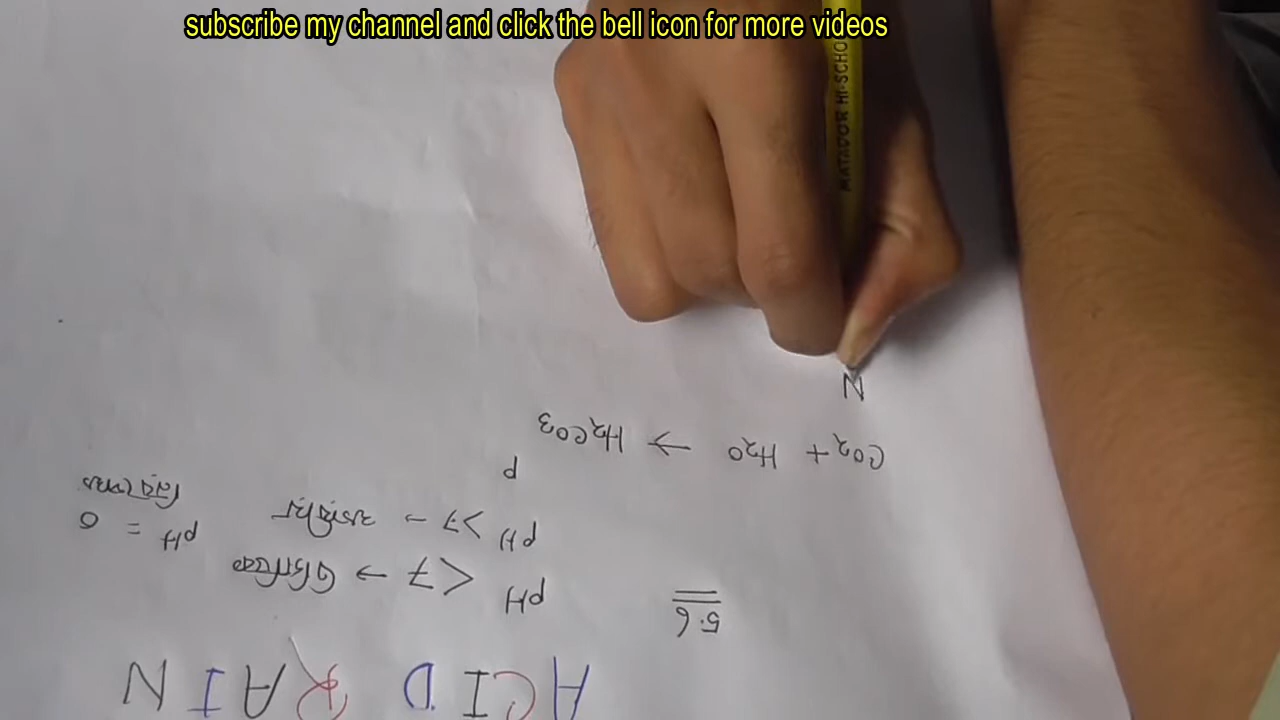 subscribe my channel and click the bell icon for more videos
MATADOR HI-SCHO
ACID RAIN
5.6
pH < 7 →
pH > 7 →
pH = 0
P
CO2 + H2O → H2CO3
N